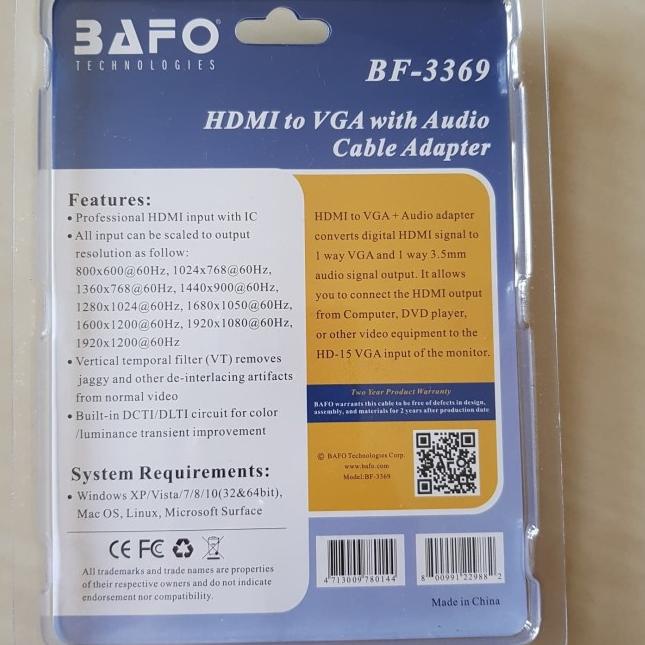 BAFO®
TECHNOLOGIES
BF-3369
HDMI to VGA with Audio
Cable Adapter
Features:
• Professional HDMI input with IC
• All input can be scaled to output
resolution as follow:
800x600@60Hz, 1024x768@60Hz,
1360x768@60Hz, 1440x900@60Hz,
1280x1024@60Hz, 1680x1050@60Hz,
1600x1200@60Hz, 1920x1080@60Hz,
1920x1200@60Hz
• Vertical temporal filter (VT) removes
jaggy and other de-interlacing artifacts
from normal video
• Built-in DCTI/DLTI circuit for color
/luminance transient improvement
System Requirements:
• Windows XP/Vista/7/8/10(32&64bit),
Mac OS, Linux, Microsoft Surface
CE FC
All trademarks and trade names are properties
of their respective owners and do not indicate
endorsement nor compatibility.
HDMI to VGA + Audio adapter
converts digital HDMI signal to
1 way VGA and 1 way 3.5mm
audio signal output. It allows
you to connect the HDMI output
from Computer, DVD player,
or other video equipment to the
HD-15 VGA input of the monitor.
Two Year Product Warranty
BAFO warrants this cable to be free of defects in design,
assembly, and materials for 2 years after production date
© BAFO Technologies Corp.
www.bafo.com
Model:BF-3369
4 713009 780144
8 00991 22988 2
Made in China